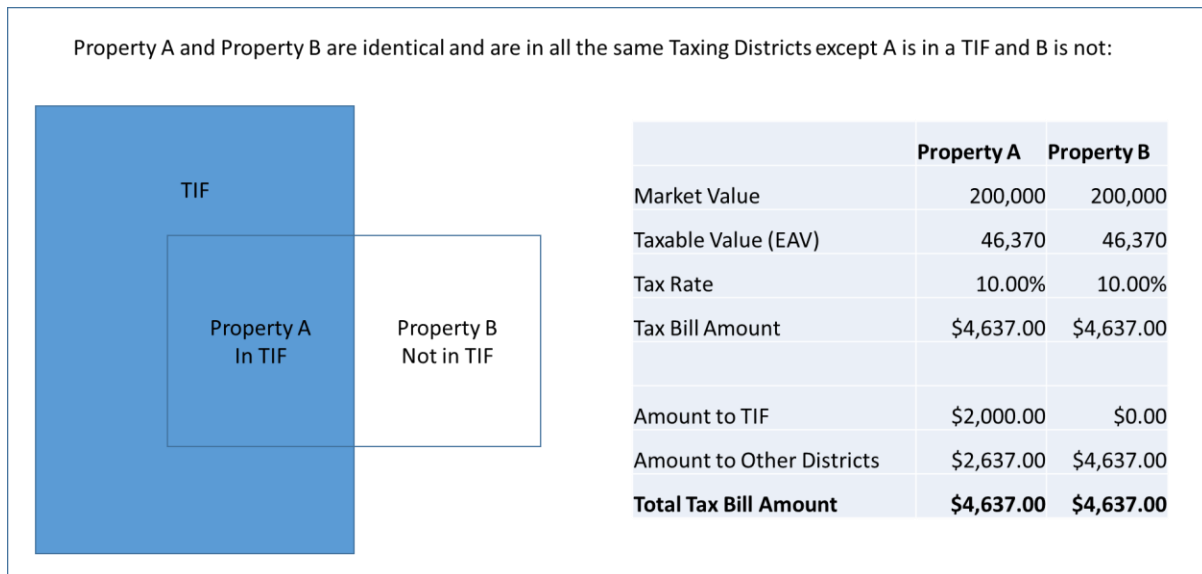 Property A and Property B are identical and are in all the same Taxing Districts except A is in a TIF and B is not:
TIF
Property A
In TIF
Property B
Not in TIF
Property A Property B
Market Value 200,000 200,000
Taxable Value (EAV) 46,370 46,370
Tax Rate 10.00% 10.00%
Tax Bill Amount $4,637.00 $4,637.00
Amount to TIF $2,000.00 $0.00
Amount to Other Districts $2,637.00 $4,637.00
Total Tax Bill Amount $4,637.00 $4,637.00